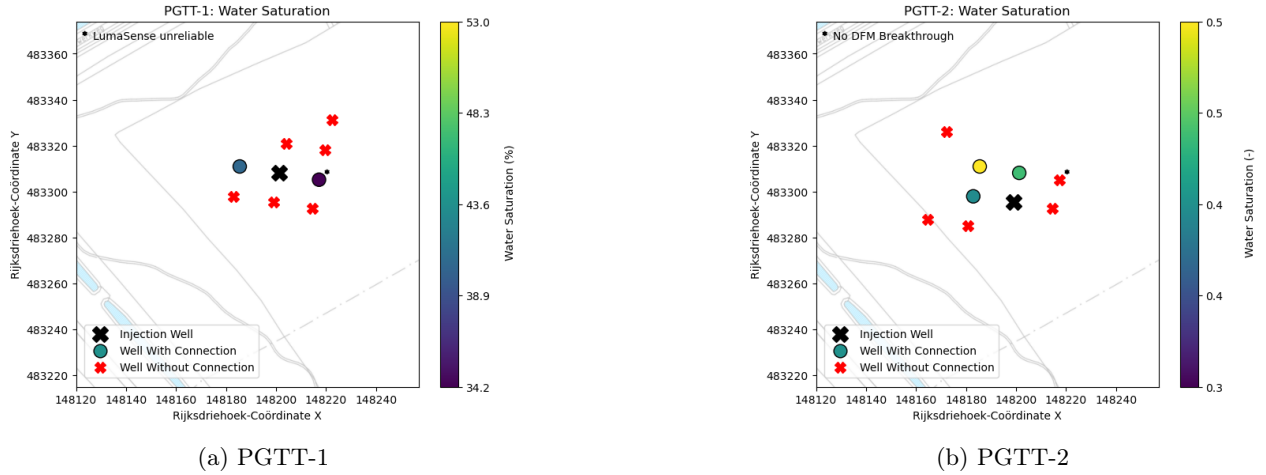 PGTT-1: Water Saturation
LumaSense unreliable
483360
483340
483320
483300
483280
483260
483240
483220
Rijksdriehoek-Coördinate Y
148120 148140 148160 148180 148200 148220 148240
Rijksdriehoek-Coördinate X
Injection Well
Well With Connection
Well Without Connection
53.0
48.3
43.6
38.9
34.2
Water Saturation (%)
(a) PGTT-1
PGTT-2: Water Saturation
No DFM Breakthrough
483360
483340
483320
483300
483280
483260
483240
483220
Rijksdriehoek-Coördinate Y
148120 148140 148160 148180 148200 148220 148240
Rijksdriehoek-Coördinate X
Injection Well
Well With Connection
Well Without Connection
0.5
0.5
0.4
0.4
0.3
Water Saturation (-)
(b) PGTT-2